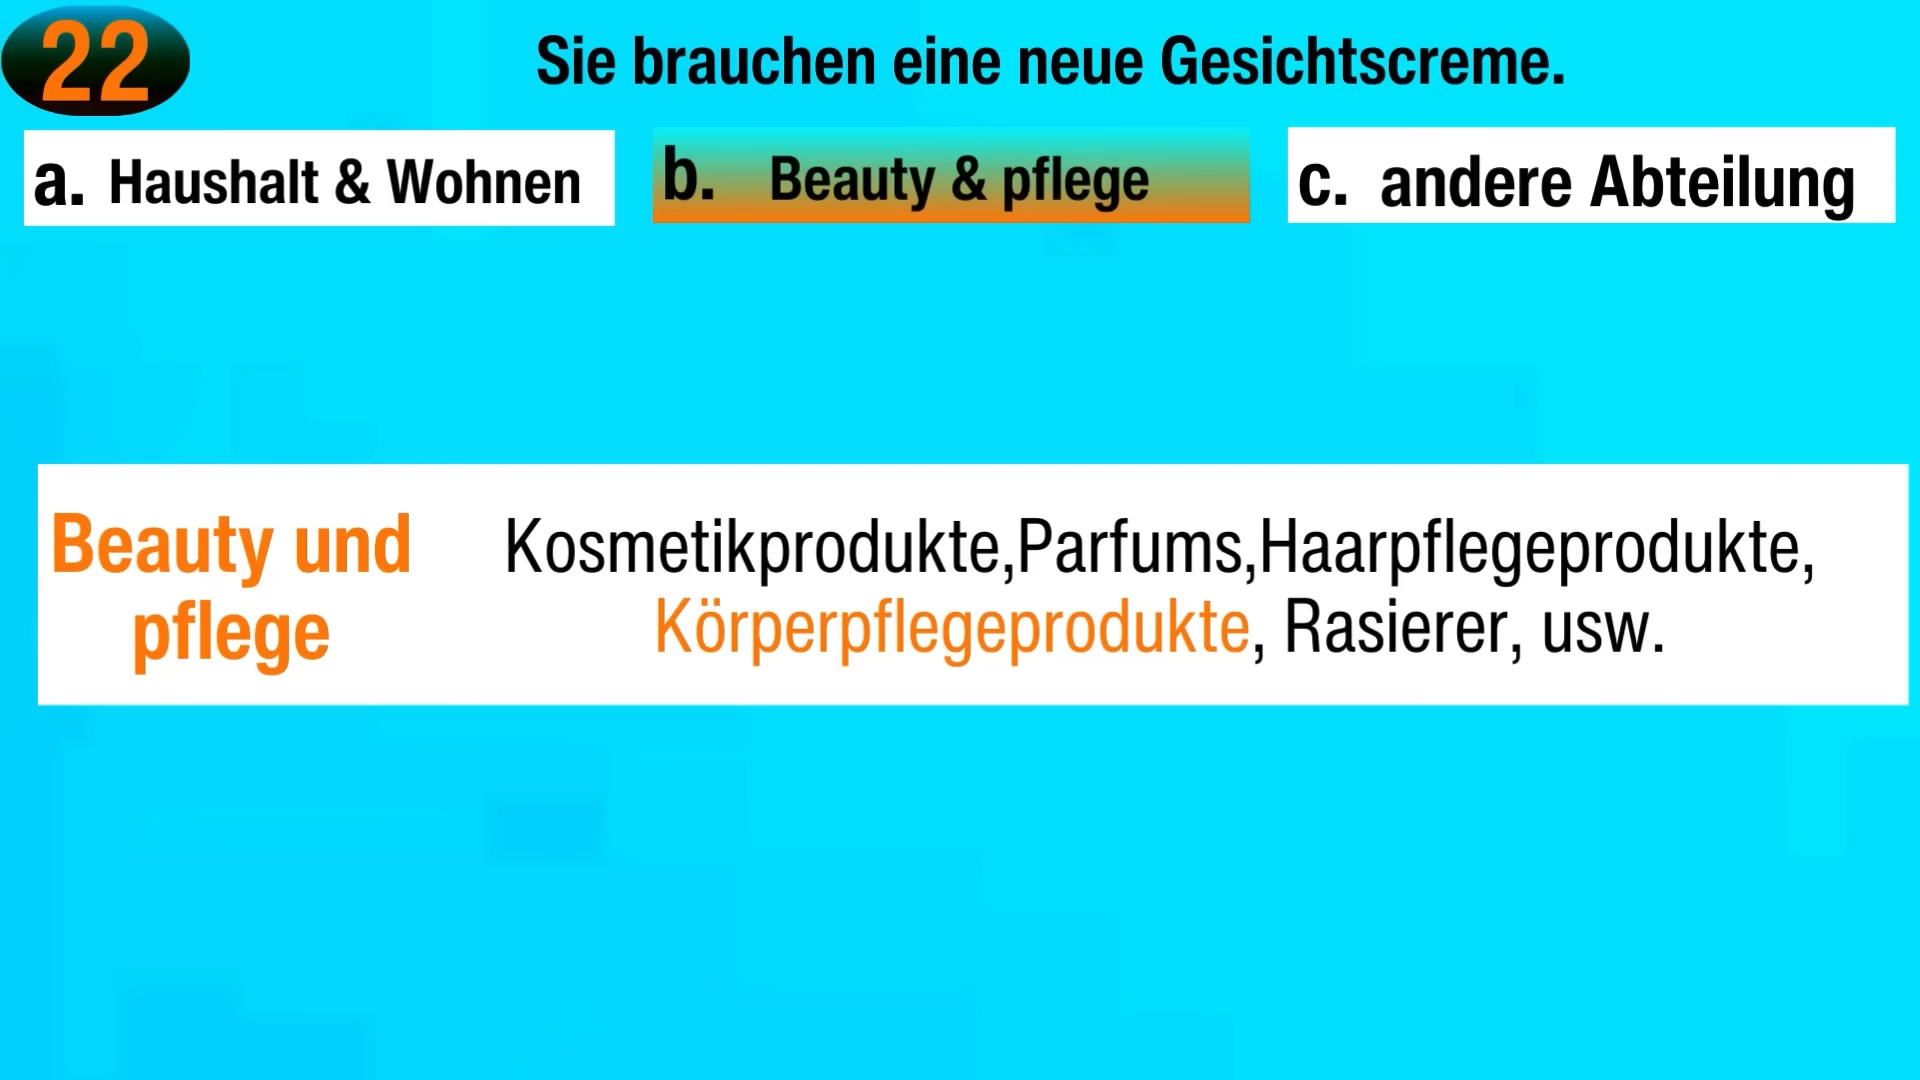 22
Sie brauchen eine neue Gesichtscreme.
a. Haushalt & Wohnen
b. Beauty & pflege
c. andere Abteilung
Beauty und
pflege
Kosmetikprodukte,Parfums,Haarpflegeprodukte,
Körperpflegeprodukte, Rasierer, usw.